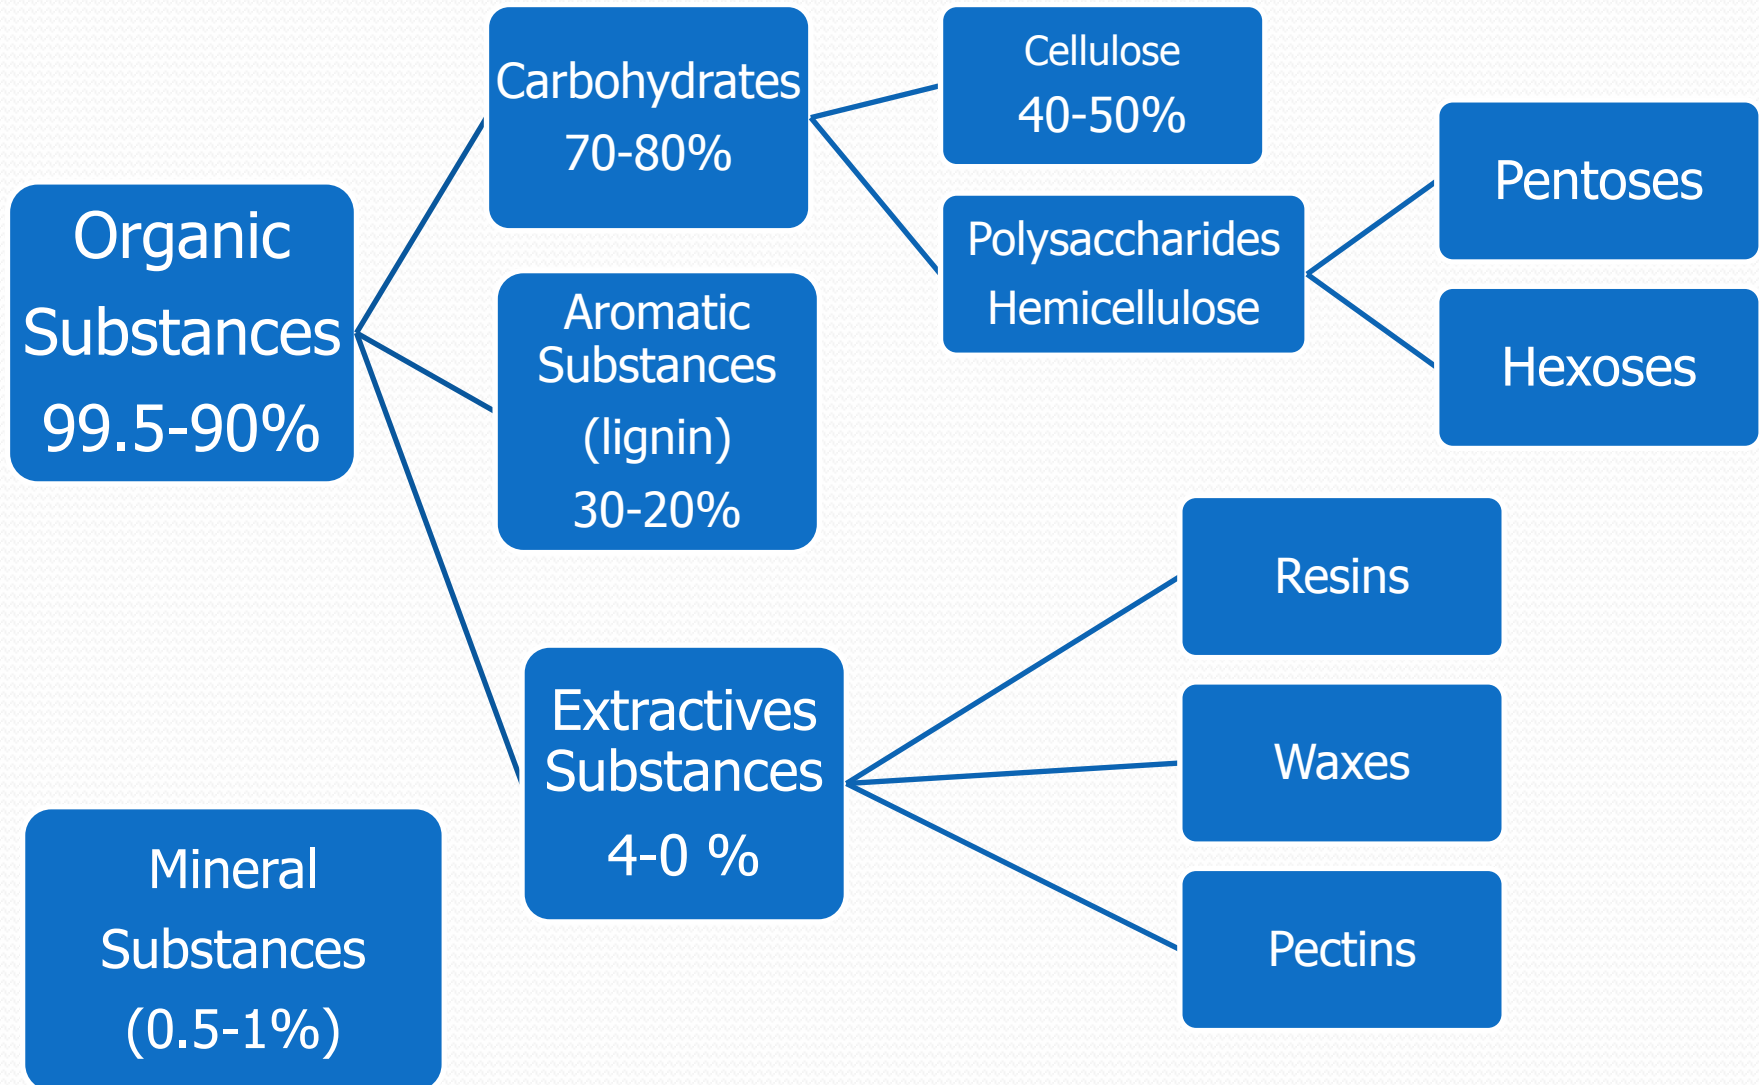 Organic
Substances
99.5-90%
Carbohydrates
70-80%
Cellulose
40-50%
Polysaccharides
Hemicellulose
Pentoses
Hexoses
Aromatic
Substances
(lignin)
30-20%
Extractives
Substances
4-0 %
Resins
Waxes
Pectins
Mineral
Substances
(0.5-1%)